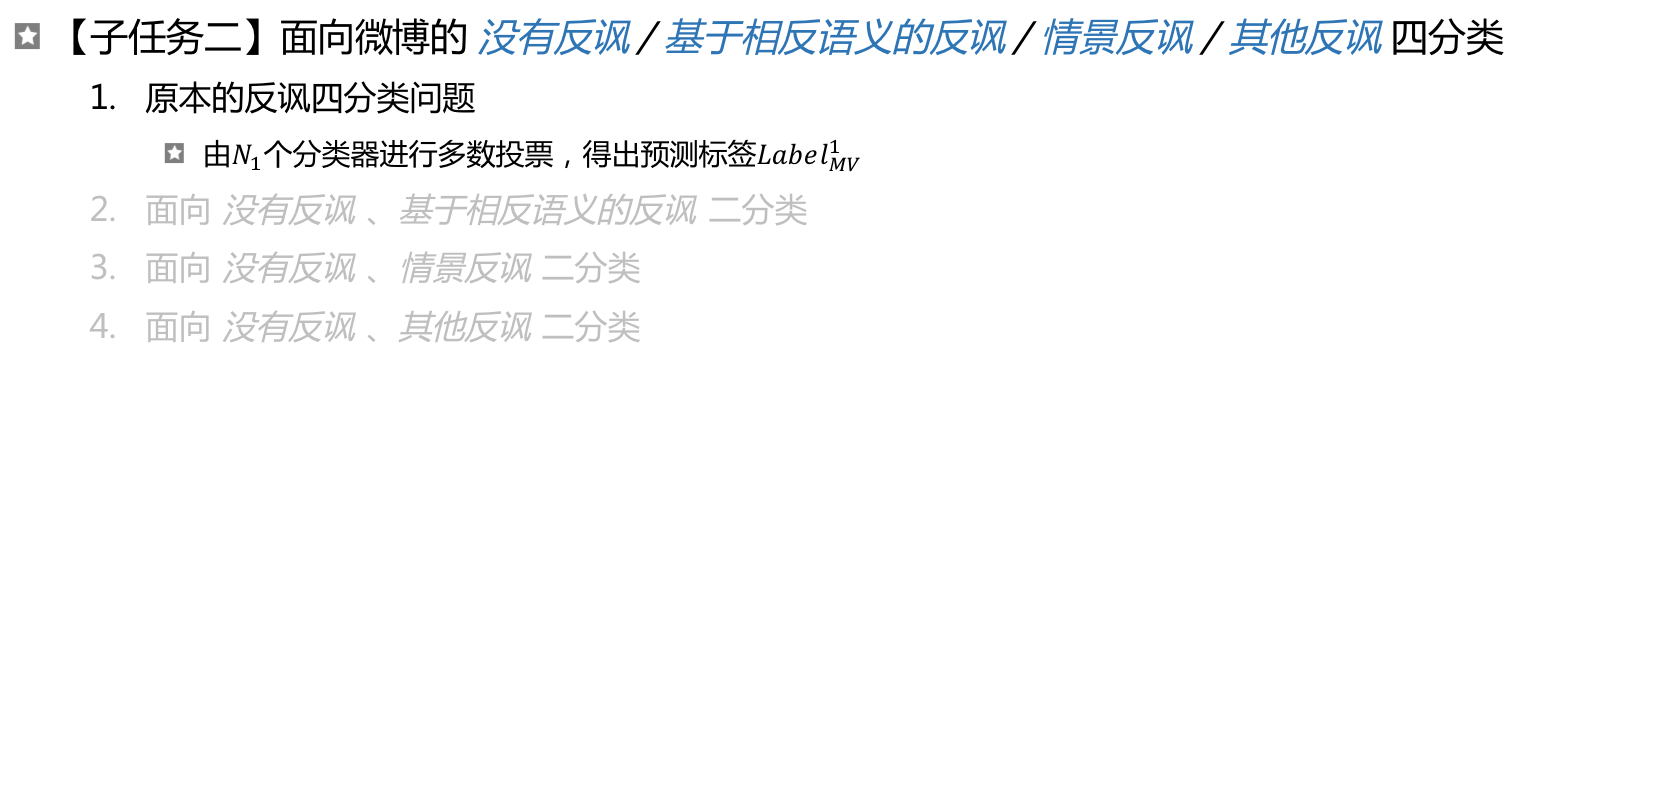 【子任务二】面向微博的 没有反讽 / 基于相反语义的反讽 / 情景反讽 / 其他反讽 四分类
1. 原本的反讽四分类问题
由N₁个分类器进行多数投票，得出预测标签Label¹_MV
2. 面向 没有反讽 、基于相反语义的反讽 二分类
3. 面向 没有反讽 、情景反讽 二分类
4. 面向 没有反讽 、其他反讽 二分类